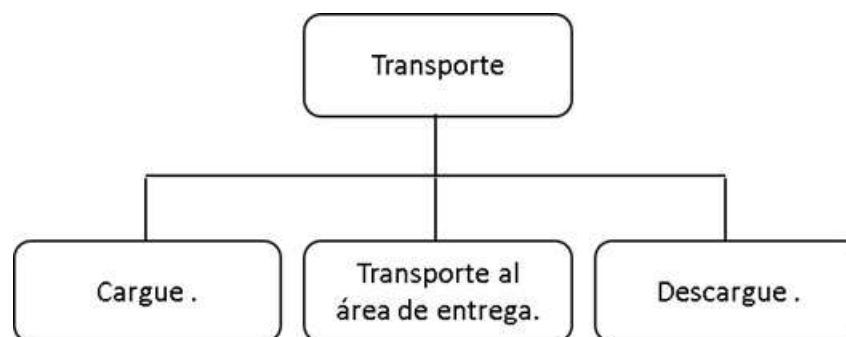 Transporte
Cargue .
Transporte al
área de entrega.
Descargue .